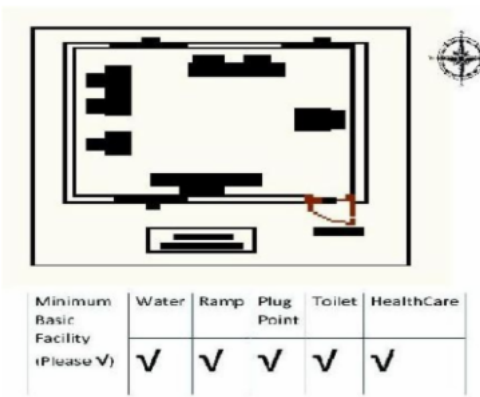 Minimum Basic Facility (Please √) Water Ramp Plug Point Toilet HealthCare
√ √ √ √ √